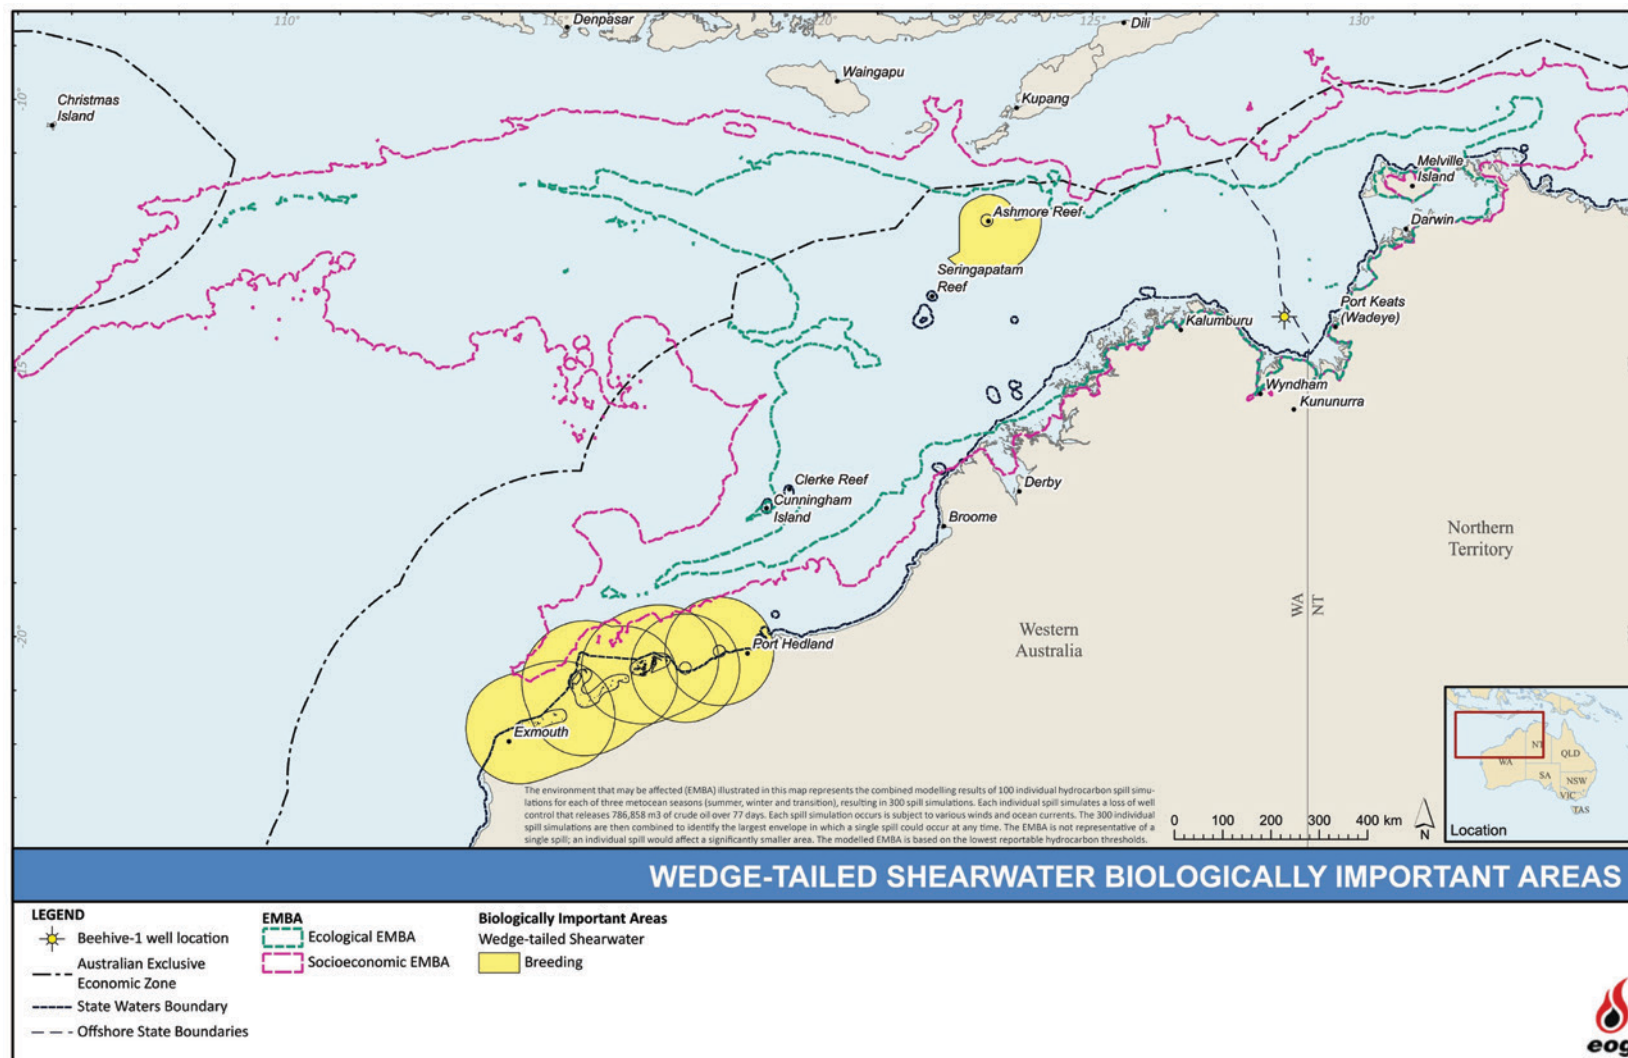 110°
115°
120°
125°
130°
Denpasar
Dili
Waingapu
Kupang
-10°
Christmas
Island
Melville
Island
Ashmore Reef
Darwin
Seringapatam
Reef
Port Keats
(Wadeye)
Kalumburu
-15°
Wyndham
Kununurra
Clerke Reef
Cunningham
Island
Derby
Broome
Northern
Territory
WA
NT
-20°
Western
Australia
Port Hedland
Exmouth
The environment that may be affected (EMBA) illustrated in this map represents the combined modelling results of 100 individual hydrocarbon spill simu-
lations for each of three metocean seasons (summer, winter and transition), resulting in 300 spill simulations. Each individual spill simulates a loss of well
control that releases 786,858 m3 of crude oil over 77 days. Each spill simulation occurs is subject to various winds and ocean currents. The 300 individual
spill simulations are then combined to identify the largest envelope in which a single spill could occur at any time. The EMBA is not representative of a
single spill; an individual spill would affect a significantly smaller area. The modelled EMBA is based on the lowest reportable hydrocarbon thresholds.
0 100 200 300 400 km
N
NT
WA
QLD
SA
NSW
VIC
TAS
Location
WEDGE-TAILED SHEARWATER BIOLOGICALLY IMPORTANT AREAS
LEGEND
Beehive-1 well location
Australian Exclusive
Economic Zone
State Waters Boundary
Offshore State Boundaries
EMBA
Ecological EMBA
Socioeconomic EMBA
Biologically Important Areas
Wedge-tailed Shearwater
Breeding
eog